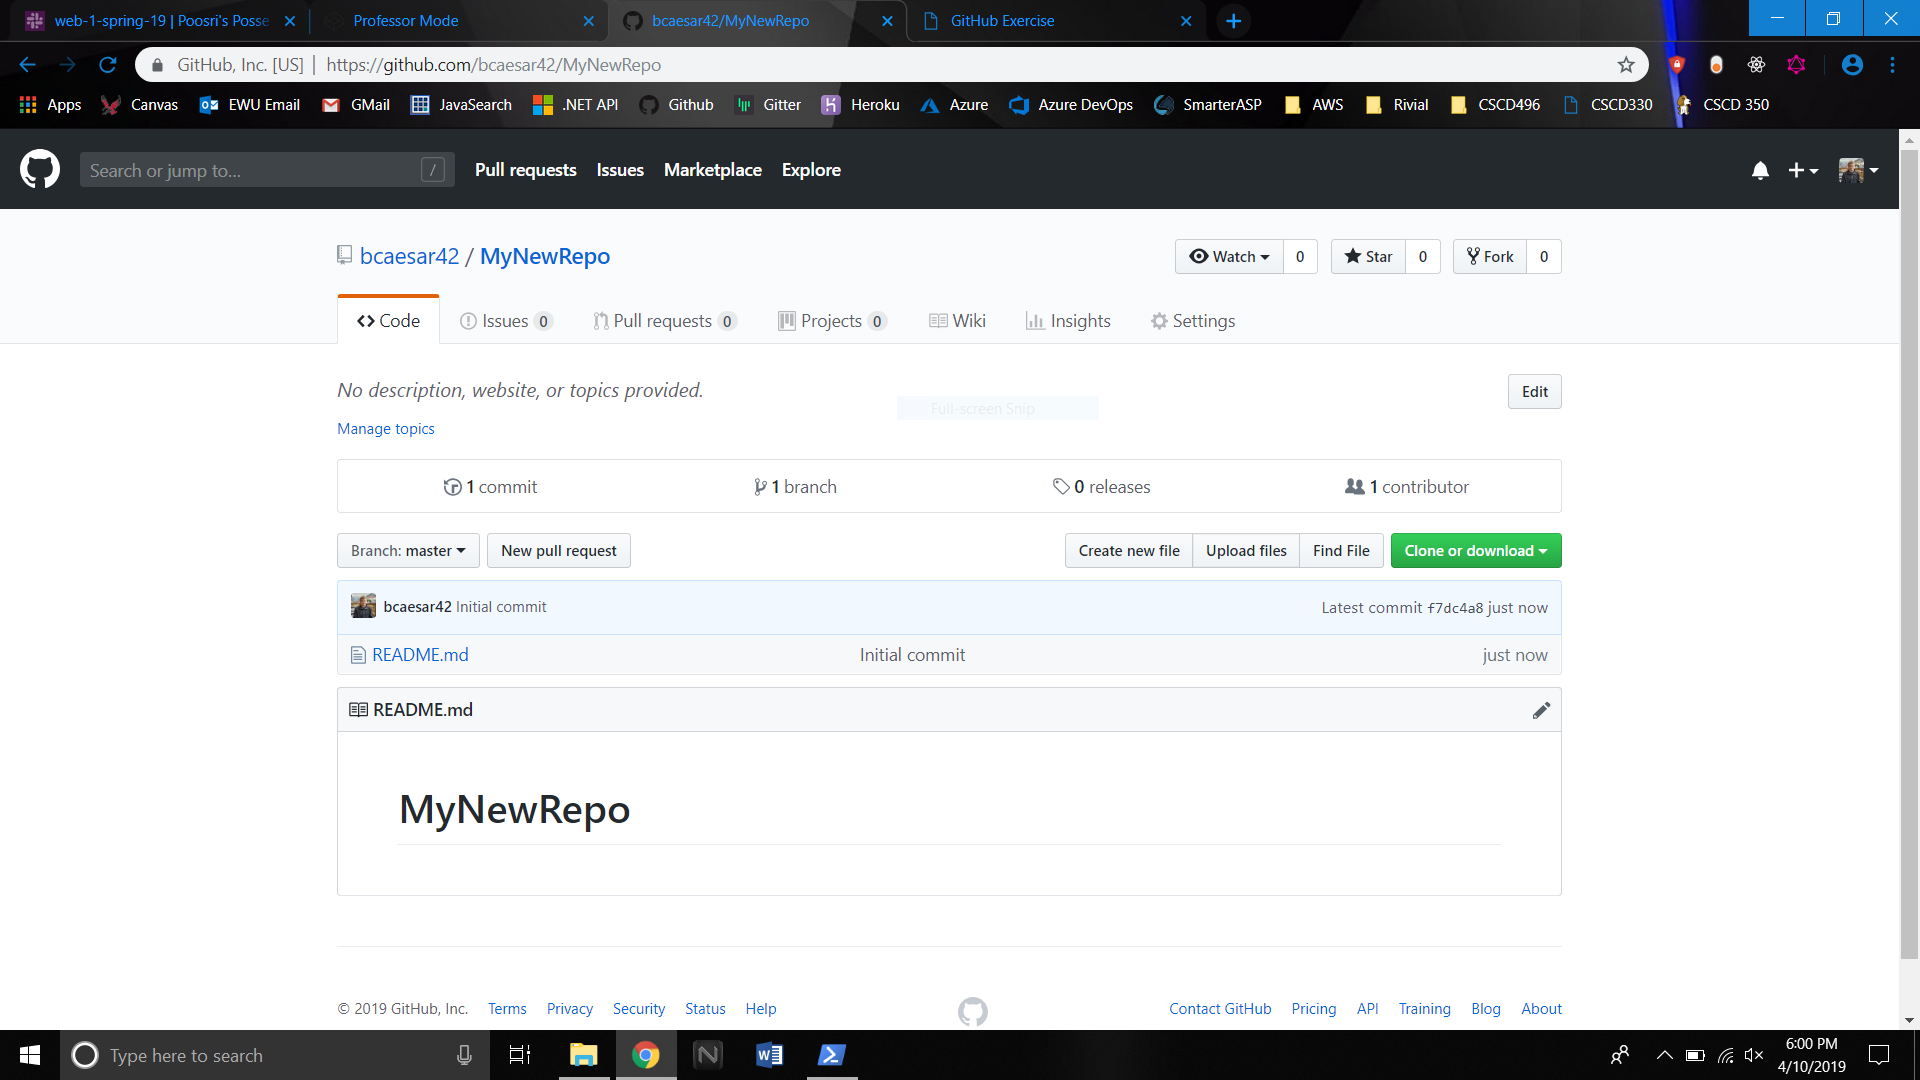 web-1-spring-19 | Poosri's Posse
Professor Mode
bcaesar42/MyNewRepo
GitHub Exercise
GitHub, Inc. [US] | https://github.com/bcaesar42/MyNewRepo
Apps Canvas EWU Email GMail JavaSearch .NET API Github Gitter Heroku Azure Azure DevOps SmarterASP AWS Rivial CSCD496 CSCD330 CSCD 350
Search or jump to... / Pull requests Issues Marketplace Explore
bcaesar42 / MyNewRepo
Watch 0 Star 0 Fork 0
Code Issues 0 Pull requests 0 Projects 0 Wiki Insights Settings
No description, website, or topics provided.
Edit
Full-screen Snip
Manage topics
1 commit 1 branch 0 releases 1 contributor
Branch: master New pull request Create new file Upload files Find File Clone or download
bcaesar42 Initial commit Latest commit f7dc4a8 just now
README.md Initial commit just now
README.md
MyNewRepo
© 2019 GitHub, Inc. Terms Privacy Security Status Help Contact GitHub Pricing API Training Blog About
Type here to search
6:00 PM
4/10/2019